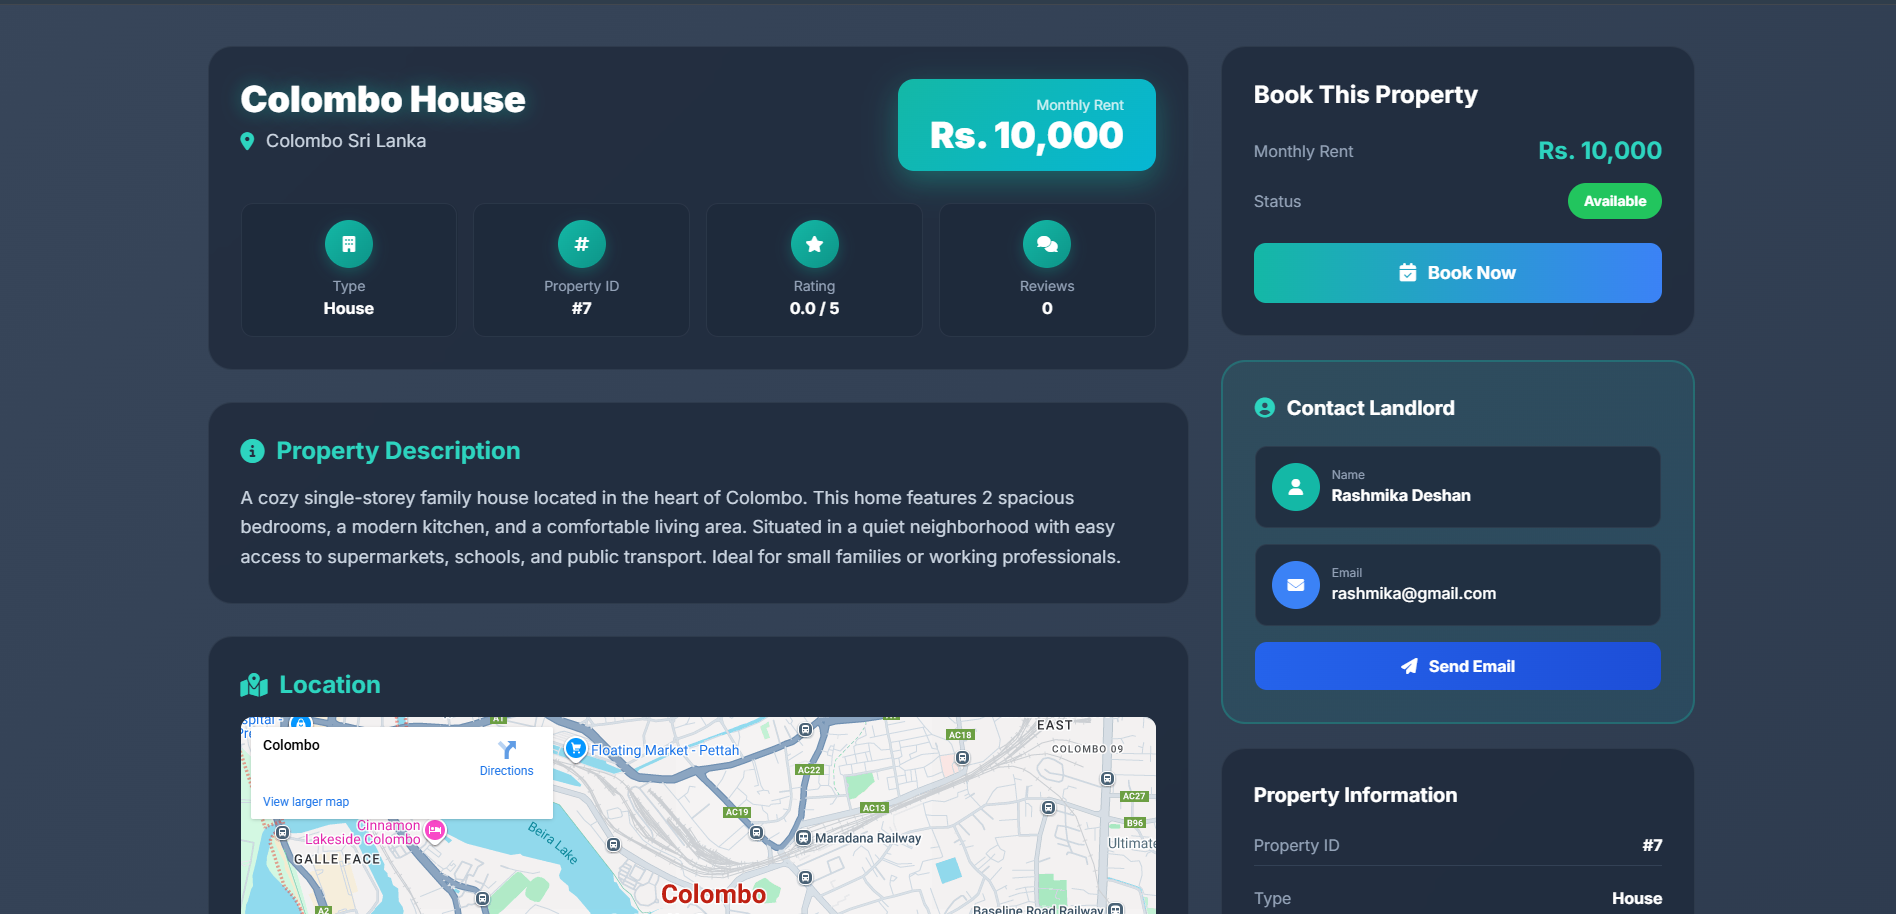 Colombo House
Colombo Sri Lanka
Monthly Rent
Rs. 10,000
Type
House
Property ID
#7
Rating
0.0 / 5
Reviews
0
Property Description
A cozy single-storey family house located in the heart of Colombo. This home features 2 spacious
bedrooms, a modern kitchen, and a comfortable living area. Situated in a quiet neighborhood with easy
access to supermarkets, schools, and public transport. Ideal for small families or working professionals.
Location
Colombo
Directions
View larger map
Floating Market - Pettah
EAST
COLOMBO 09
A1
AC18
AC22
AC27
AC13
AC19
B96
Cinnamon
Lakeside Colombo
GALLE FACE
Beira Lake
Maradana Railway
Ultimate
Colombo
A2
Baseline Road Railway
Book This Property
Monthly Rent
Rs. 10,000
Status
Available
Book Now
Contact Landlord
Name
Rashmika Deshan
Email
rashmika@gmail.com
Send Email
Property Information
Property ID
#7
Type
House